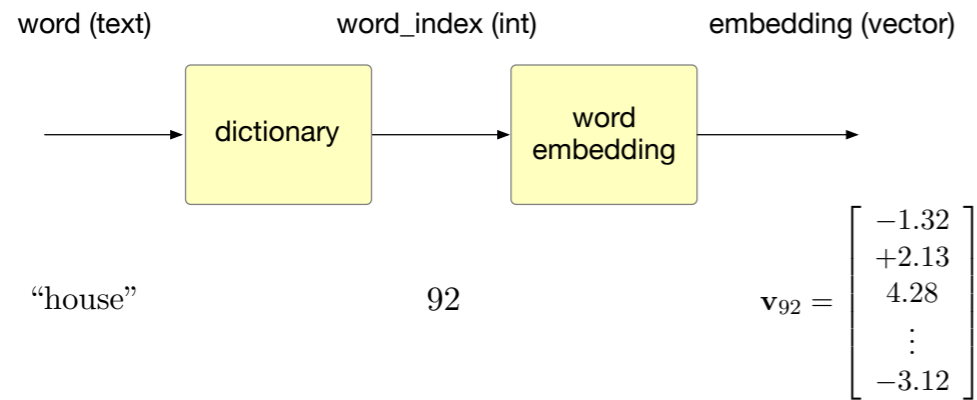 word (text) word_index (int) embedding (vector)
dictionary
word
embedding
“house” 92 v₉₂ =
−1.32
+2.13
4.28
⋮
−3.12